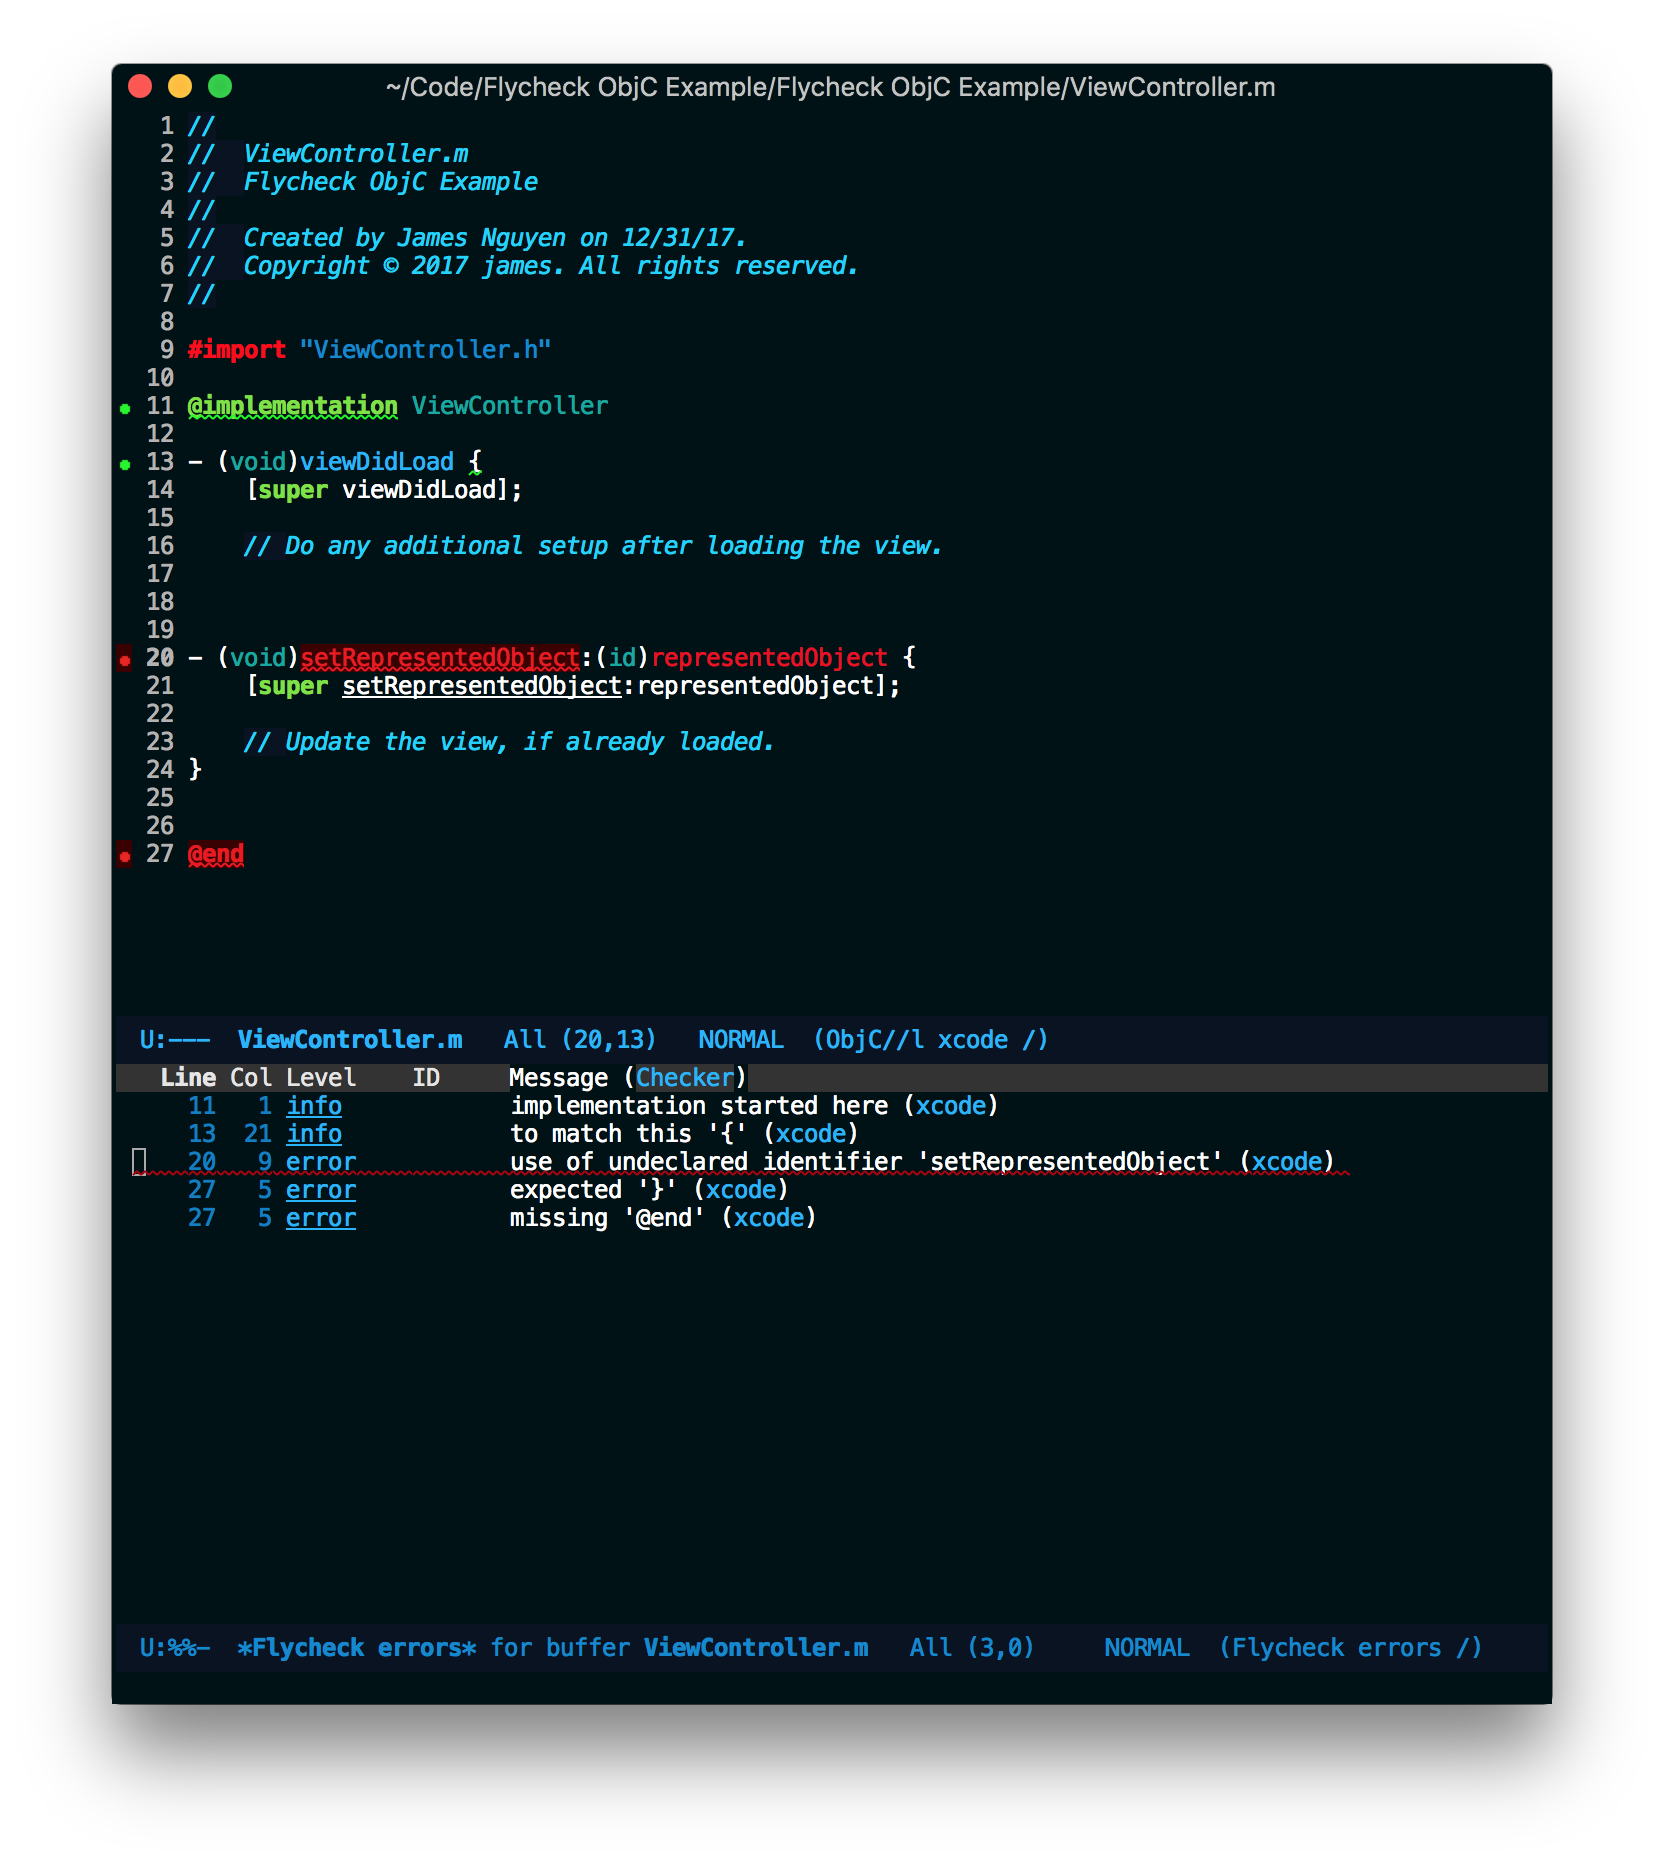 ~/Code/Flycheck ObjC Example/Flycheck ObjC Example/ViewController.m
1 //
2 //  ViewController.m
3 //  Flycheck ObjC Example
4 //
5 //  Created by James Nguyen on 12/31/17.
6 //  Copyright © 2017 james. All rights reserved.
7 //
8
9 #import "ViewController.h"
10
11 @implementation ViewController
12
13 - (void)viewDidLoad {
14     [super viewDidLoad];
15
16     // Do any additional setup after loading the view.
17
18
19
20 - (void)setRepresentedObject:(id)representedObject {
21     [super setRepresentedObject:representedObject];
22
23     // Update the view, if already loaded.
24 }
25
26
27 @end
U:---  ViewController.m   All (20,13)   NORMAL  (ObjC//l xcode /)
Line Col Level    ID     Message (Checker)
11   1 info            implementation started here (xcode)
13  21 info            to match this '{' (xcode)
20   9 error           use of undeclared identifier 'setRepresentedObject' (xcode)
27   5 error           expected '}' (xcode)
27   5 error           missing '@end' (xcode)
U:%%-  *Flycheck errors* for buffer ViewController.m   All (3,0)     NORMAL  (Flycheck errors /)